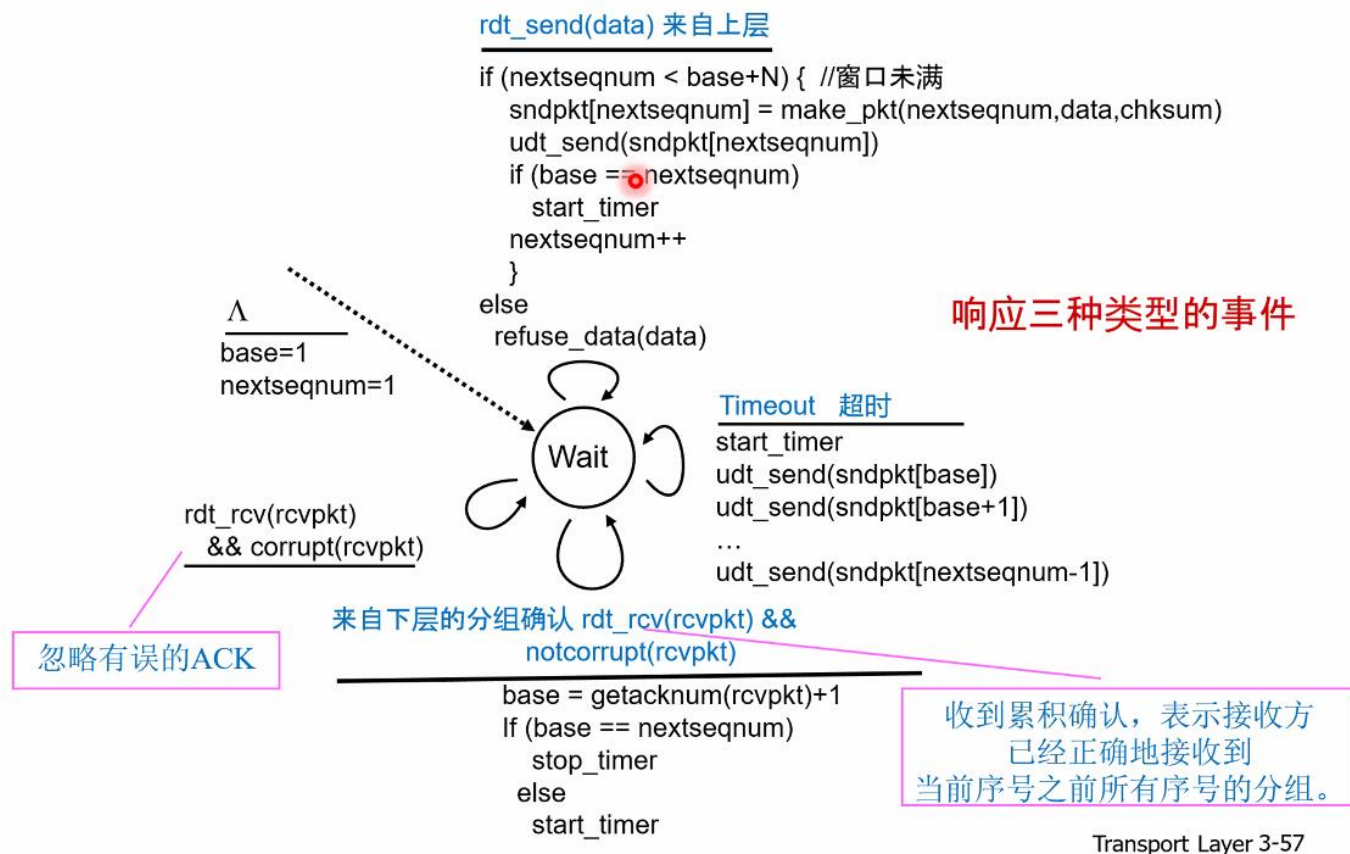 rdt_send(data) 来自上层
if (nextseqnum < base+N) { //窗口未满
sndpkt[nextseqnum] = make_pkt(nextseqnum,data,chksum)
udt_send(sndpkt[nextseqnum])
if (base == nextseqnum)
start_timer
nextseqnum++
}
else
refuse_data(data)
Λ
base=1
nextseqnum=1
响应三种类型的事件
Wait
Timeout 超时
start_timer
udt_send(sndpkt[base])
udt_send(sndpkt[base+1])
…
udt_send(sndpkt[nextseqnum-1])
rdt_rcv(rcvpkt)
&& corrupt(rcvpkt)
忽略有误的ACK
来自下层的分组确认 rdt_rcv(rcvpkt) &&
notcorrupt(rcvpkt)
base = getacknum(rcvpkt)+1
If (base == nextseqnum)
stop_timer
else
start_timer
收到累积确认，表示接收方
已经正确地接收到
当前序号之前所有序号的分组。
Transport Layer 3-57